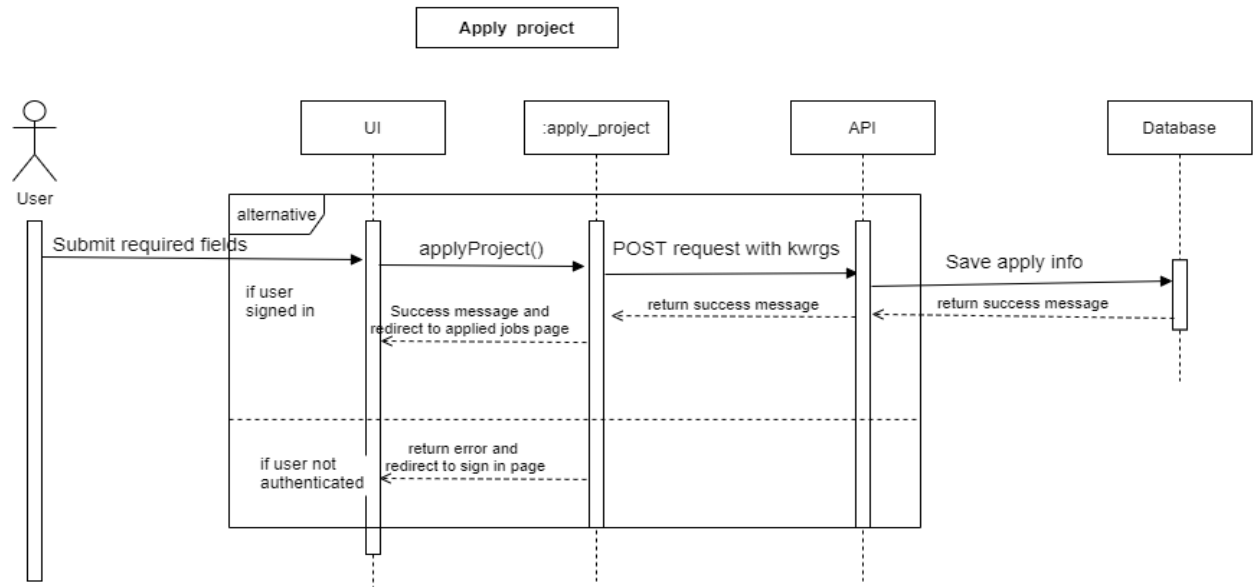 Apply project
UI
:apply_project
API
Database
User
alternative
Submit required fields
applyProject()
POST request with kwrgs
Save apply info
if user
signed in
Success message and
redirect to applied jobs page
return success message
return success message
if user not
authenticated
return error and
redirect to sign in page